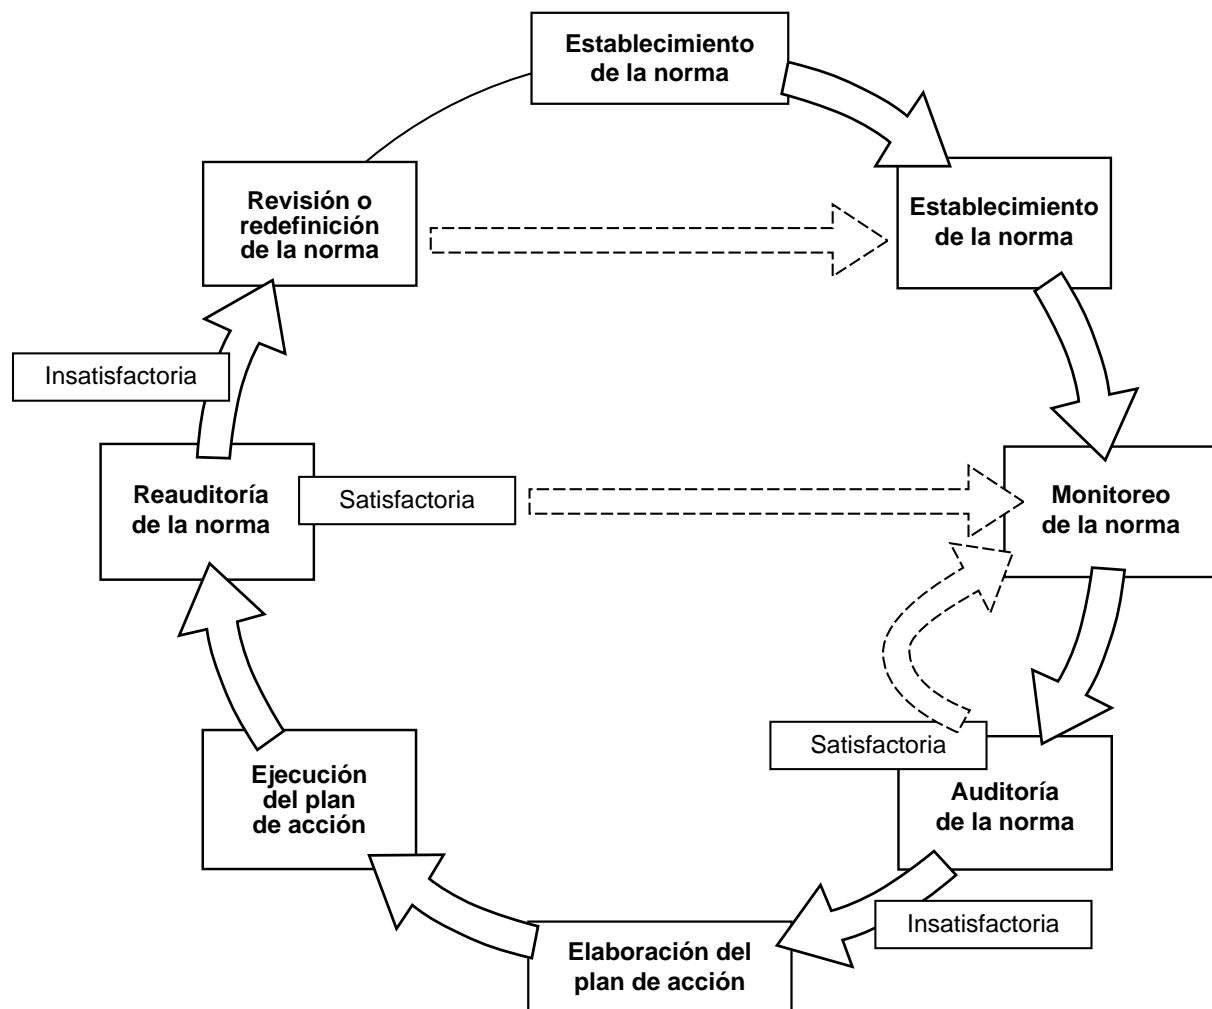 Establecimiento
de la norma
Establecimiento
de la norma
Revisión o
redefinición
de la norma
Insatisfactoria
Reauditoría
de la norma
Satisfactoria
Monitoreo
de la norma
Satisfactoria
Auditoría
de la norma
Insatisfactoria
Ejecución
del plan
de acción
Elaboración del
plan de acción